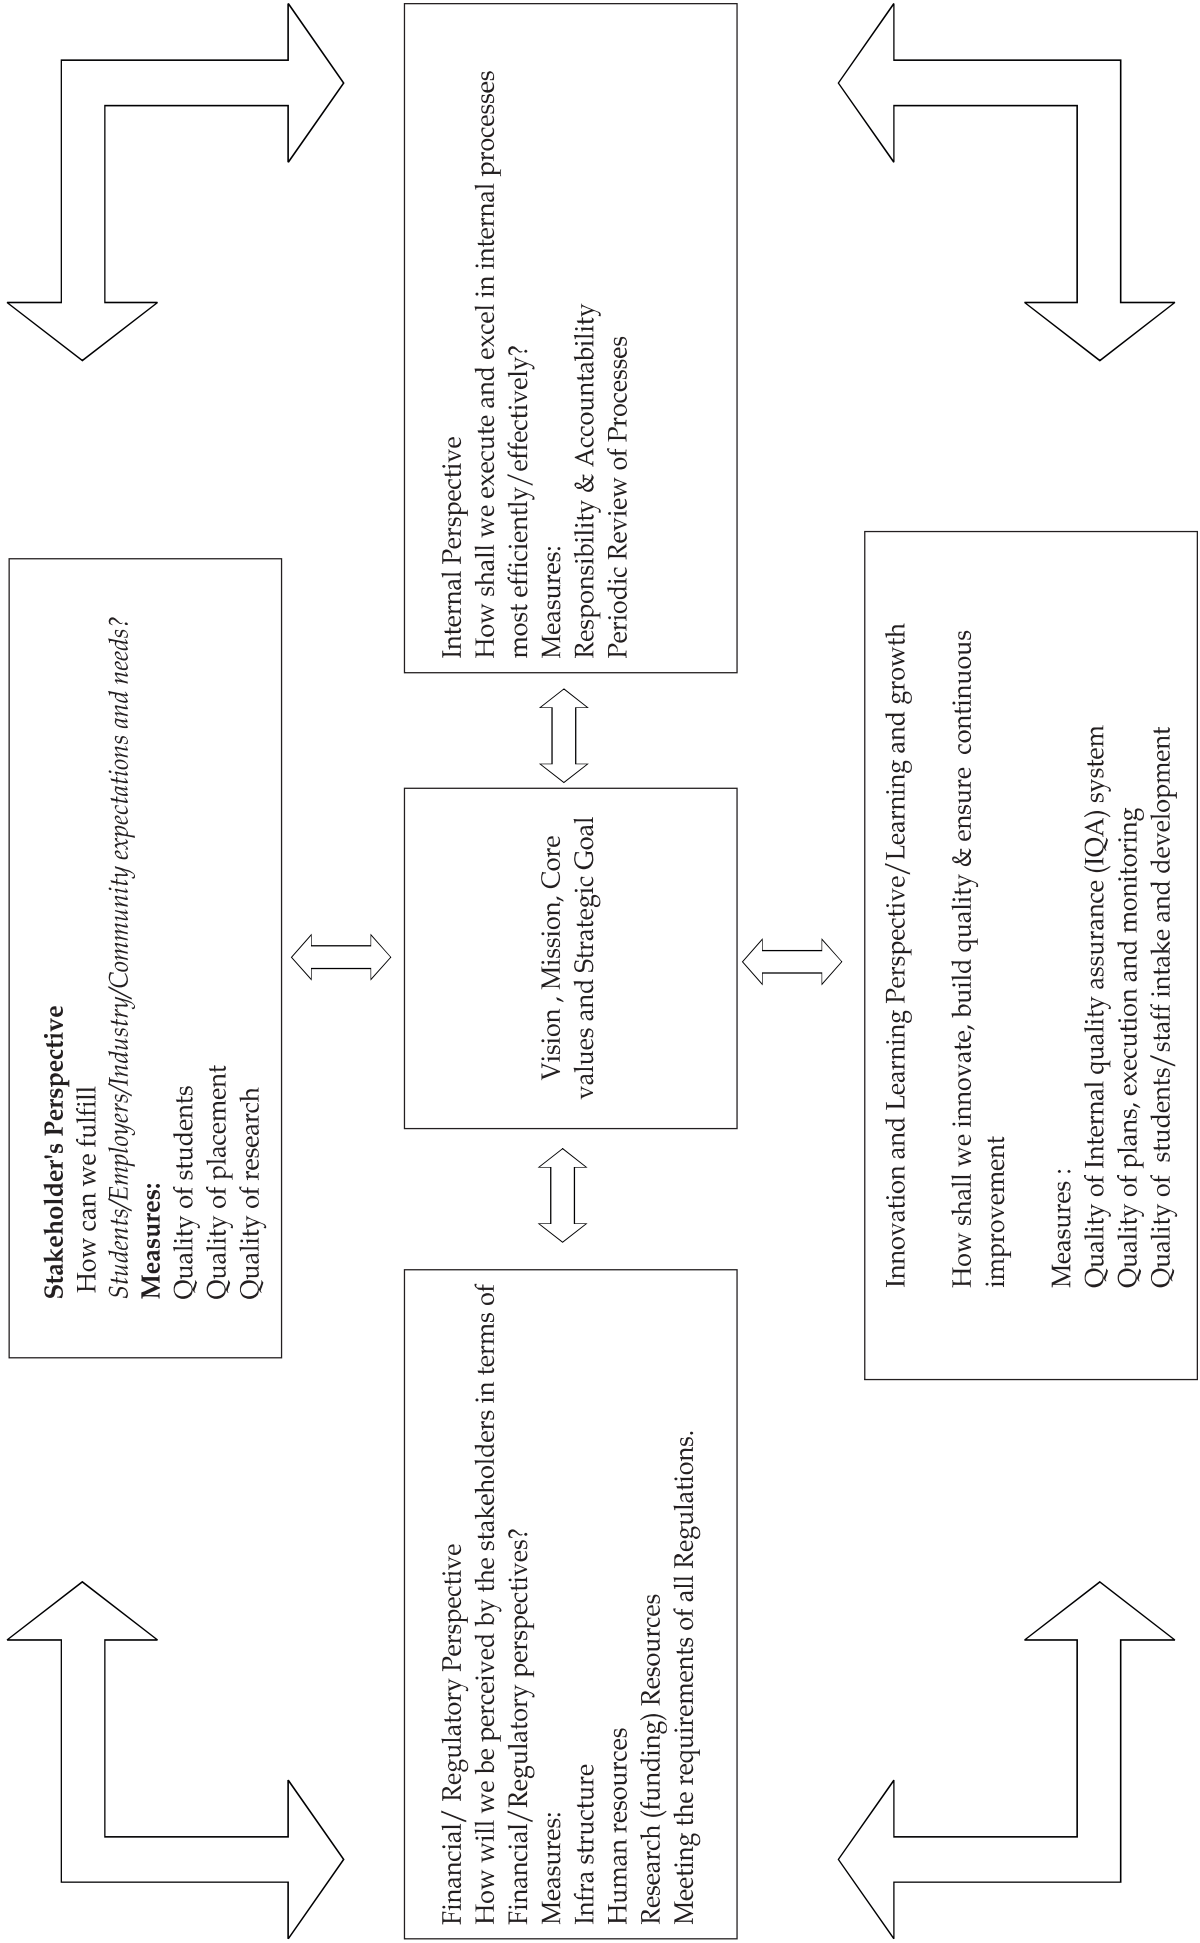 Stakeholder's Perspective
How can we fulfill
Students/Employers/Industry/Community expectations and needs?
Measures:
Quality of students
Quality of placement
Quality of research
Financial/ Regulatory Perspective
How will we be perceived by the stakeholders in terms of
Financial/Regulatory perspectives?
Measures:
Infra structure
Human resources
Research (funding) Resources
Meeting the requirements of all Regulations.
Vision , Mission, Core
values and Strategic Goal
Internal Perspective
How shall we execute and excel in internal processes
most efficiently/effectively?
Measures:
Responsibility & Accountability
Periodic Review of Processes
Innovation and Learning Perspective/Learning and growth
How shall we innovate, build quality & ensure continuous
improvement
Measures :
Quality of Internal quality assurance (IQA) system
Quality of plans, execution and monitoring
Quality of students/staff intake and development